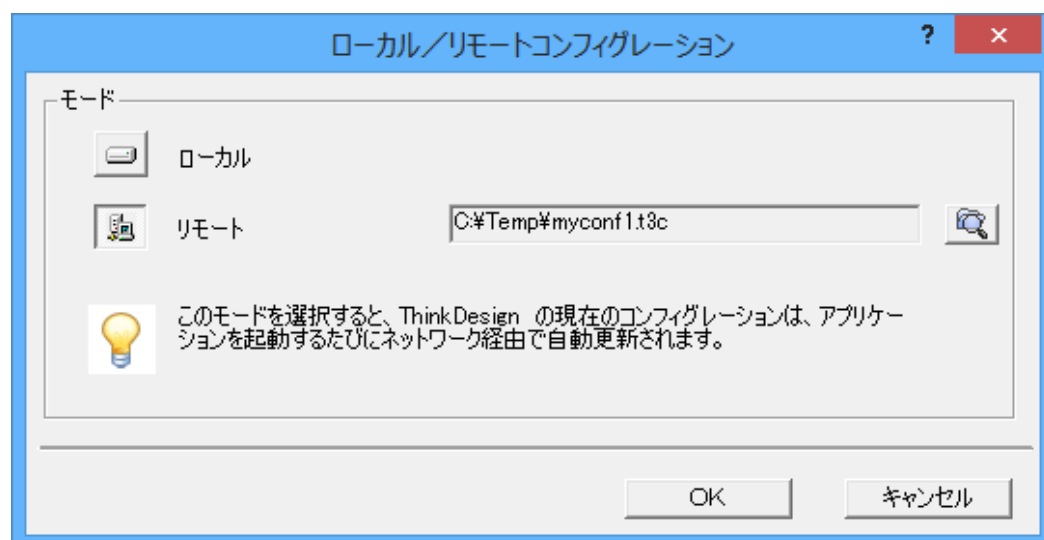 ローカル／リモートコンフィグレーション ?
モード
ローカル
リモート C:¥Temp¥myconf1.t3c
このモードを選択すると、ThinkDesign の現在のコンフィグレーションは、アプリケー
ションを起動するたびにネットワーク経由で自動更新されます。
OK キャンセル